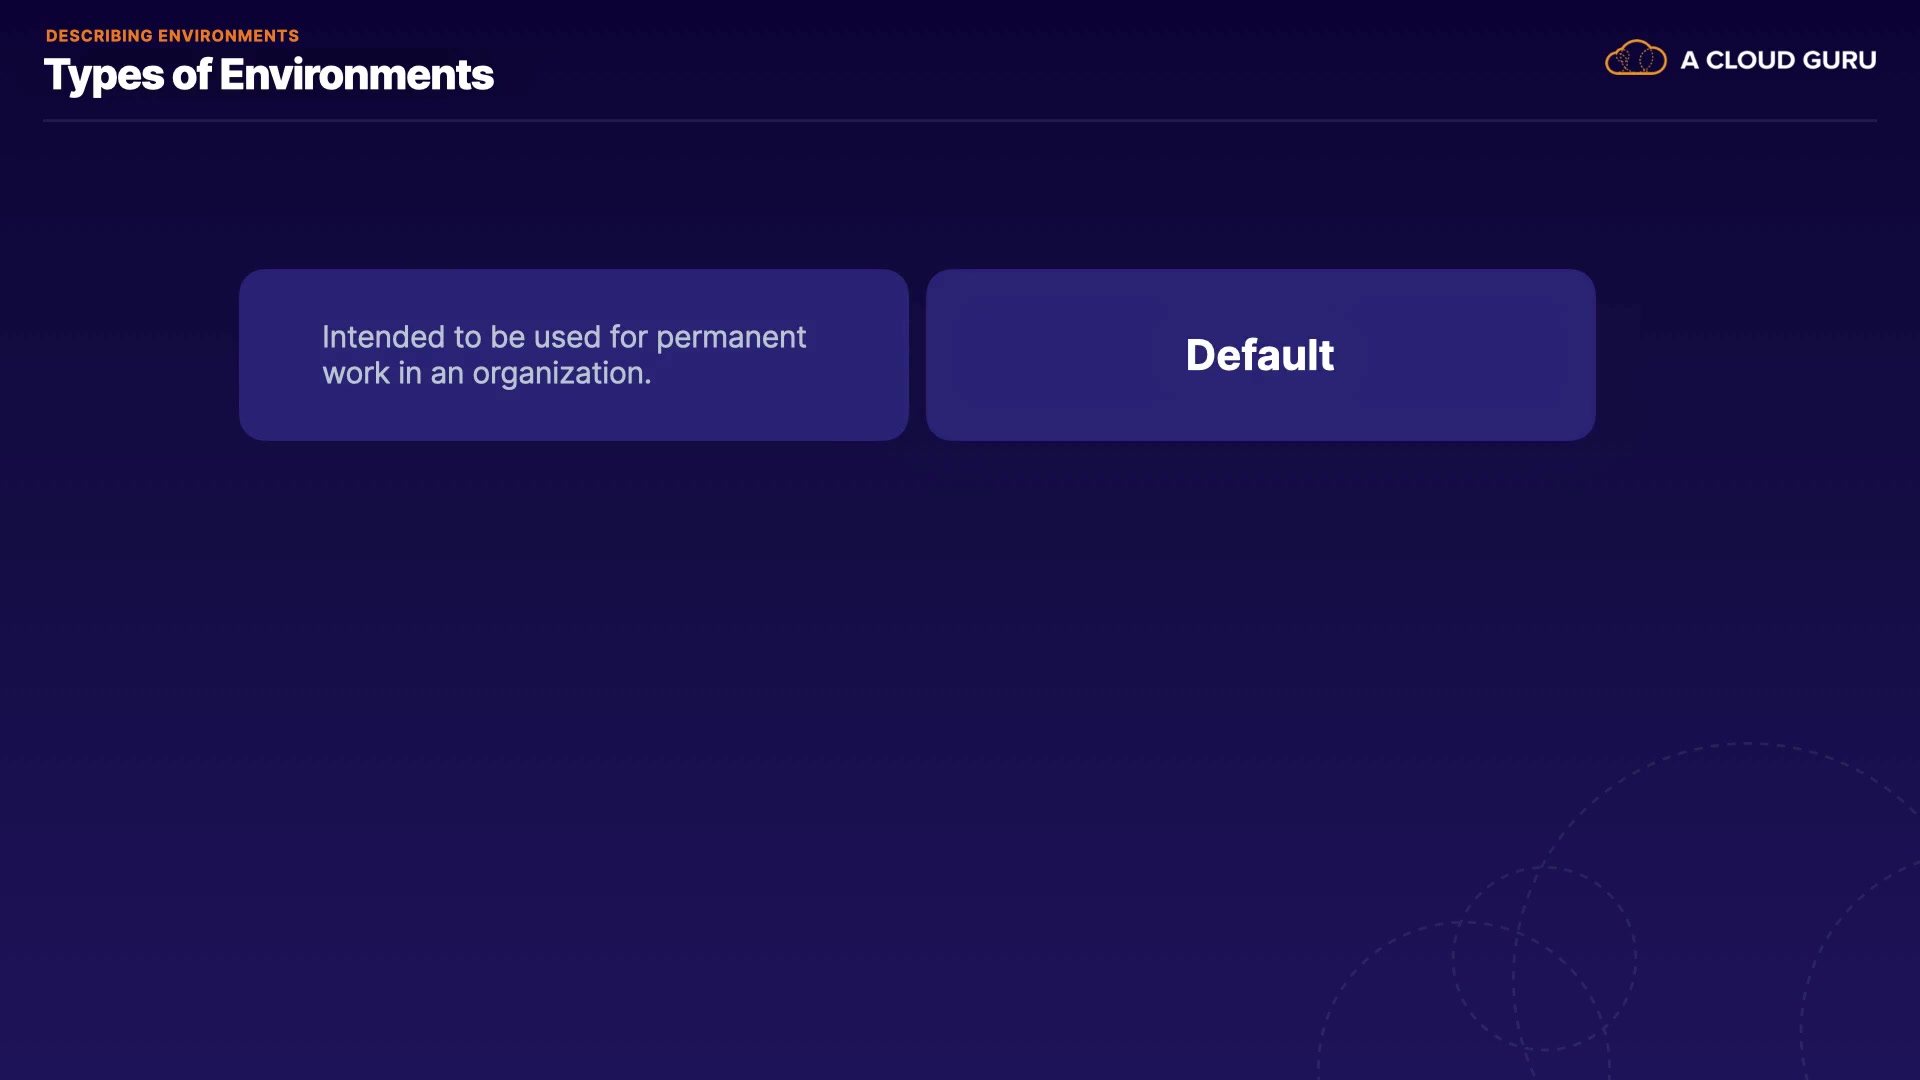 DESCRIBING ENVIRONMENTS
Types of Environments
A CLOUD GURU
Intended to be used for permanent
work in an organization.
Default